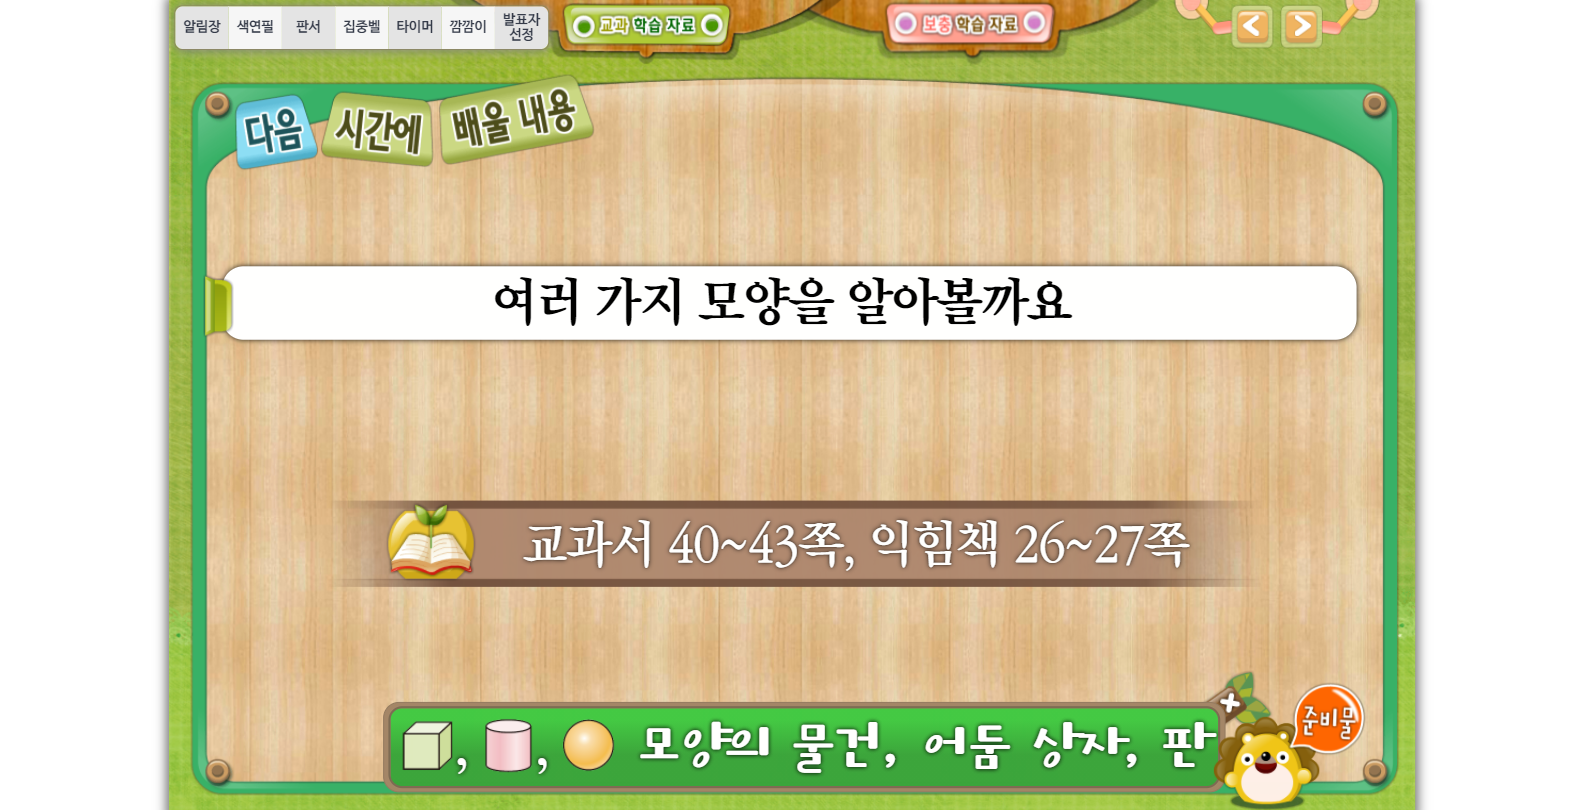 알림장 색연필 판서 집중벨 타이머 깜깜이 발표자 선정
교과 학습 자료
보충 학습 자료
다음 시간에 배울 내용
여러 가지 모양을 알아볼까요
교과서 40~43쪽, 익힘책 26~27쪽
준비물
, , 모양의 물건, 어둠 상자, 판